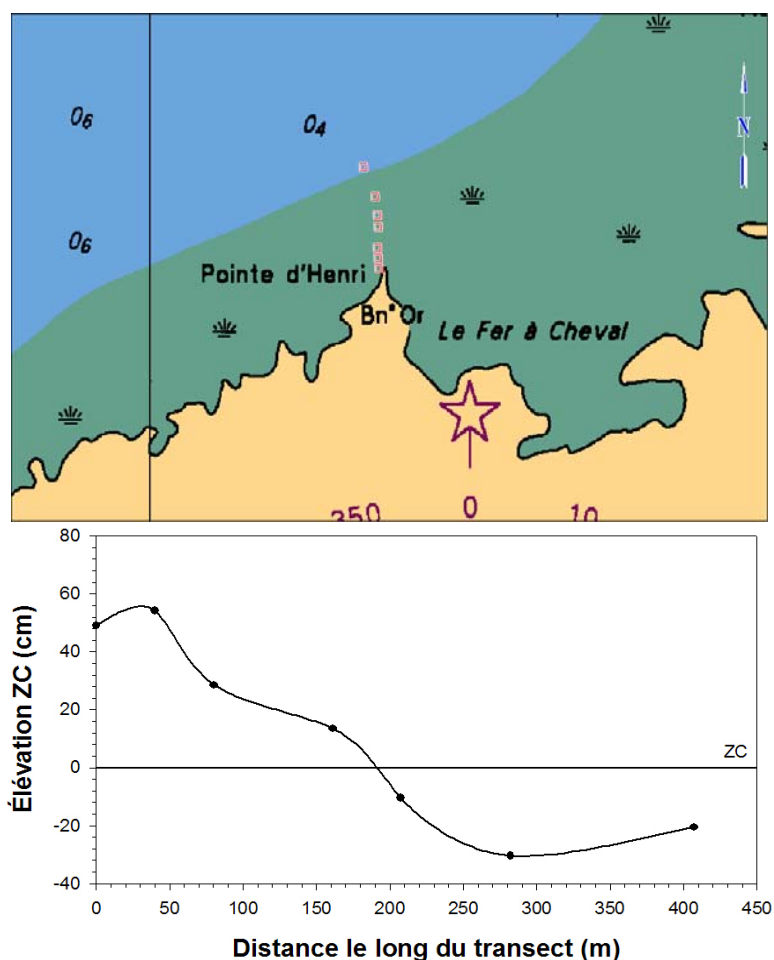 N
0₆
0₄
0₆
Pointe d'Henri
Bn Or
Le Fer à Cheval
350 0 10
80
60
40
20
0
-20
-40
ZC
0 50 100 150 200 250 300 350 400 450
Élévation ZC (cm)
Distance le long du transect (m)